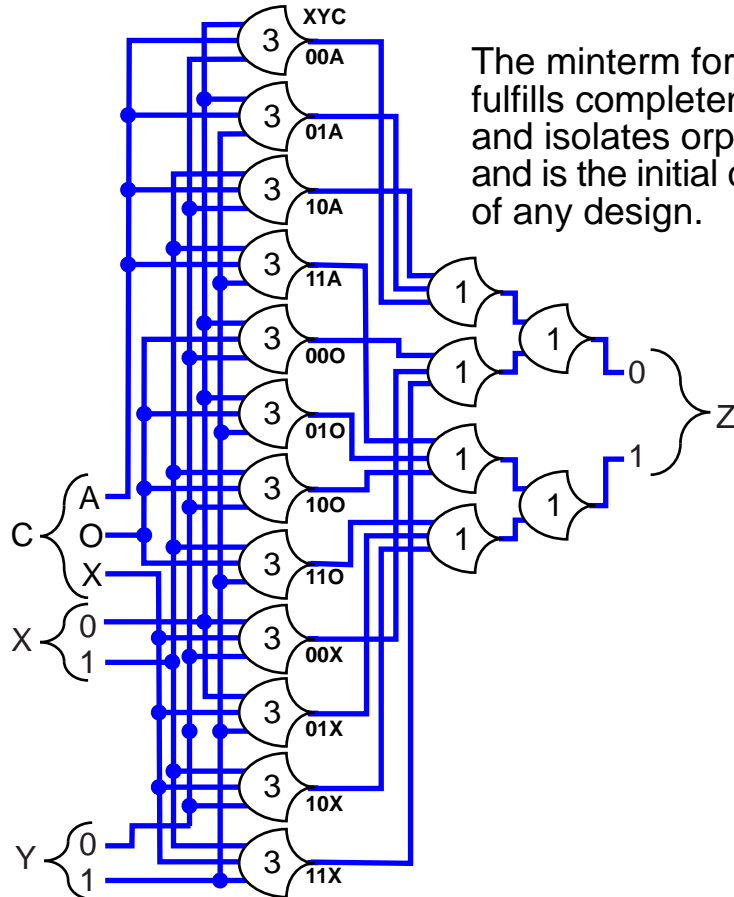 XYC
3
00A
The minterm for
fulfills
and isolates
and is the initial
of any design.
3
01A
3
10A
3
11A
1
3
00O
1
1
0
Z
3
01O
1
1
1
3
10O
1
3
11O
C
A
O
X
X
0
1
3
00X
3
01X
3
10X
Y
0
1
3
11X